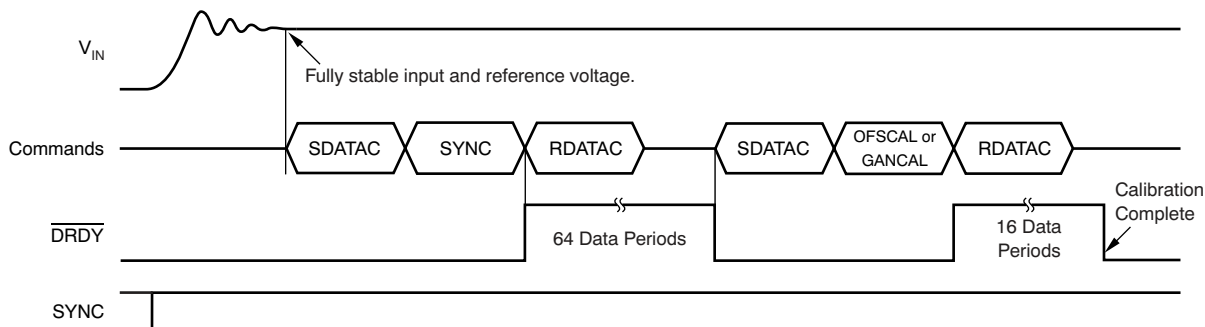 V_IN
Fully stable input and reference voltage.
Commands
SDATAC
SYNC
RDATAC
SDATAC
OFSCAL or
GANCAL
RDATAC
DRDY
64 Data Periods
16 Data
Periods
Calibration
Complete
SYNC